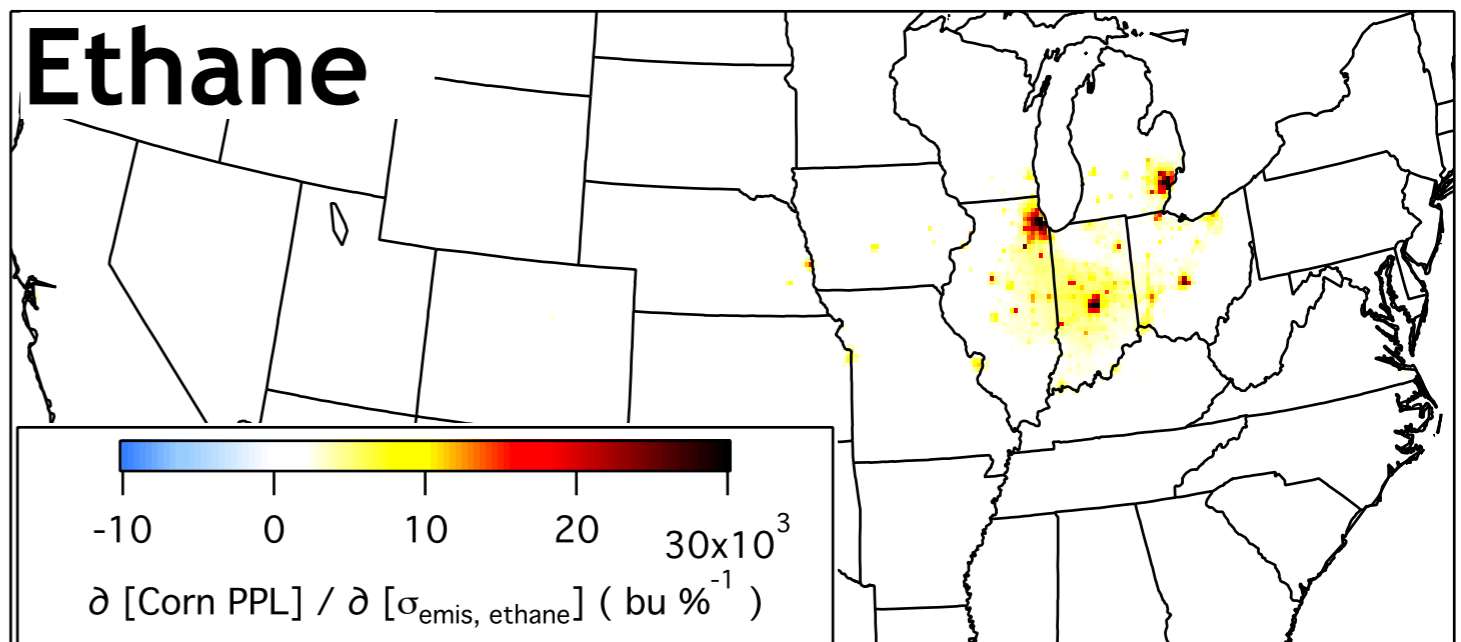 Ethane
-10 0 10 20 30x10³
∂ [Corn PPL] / ∂ [σemis, ethane] ( bu %⁻¹ )